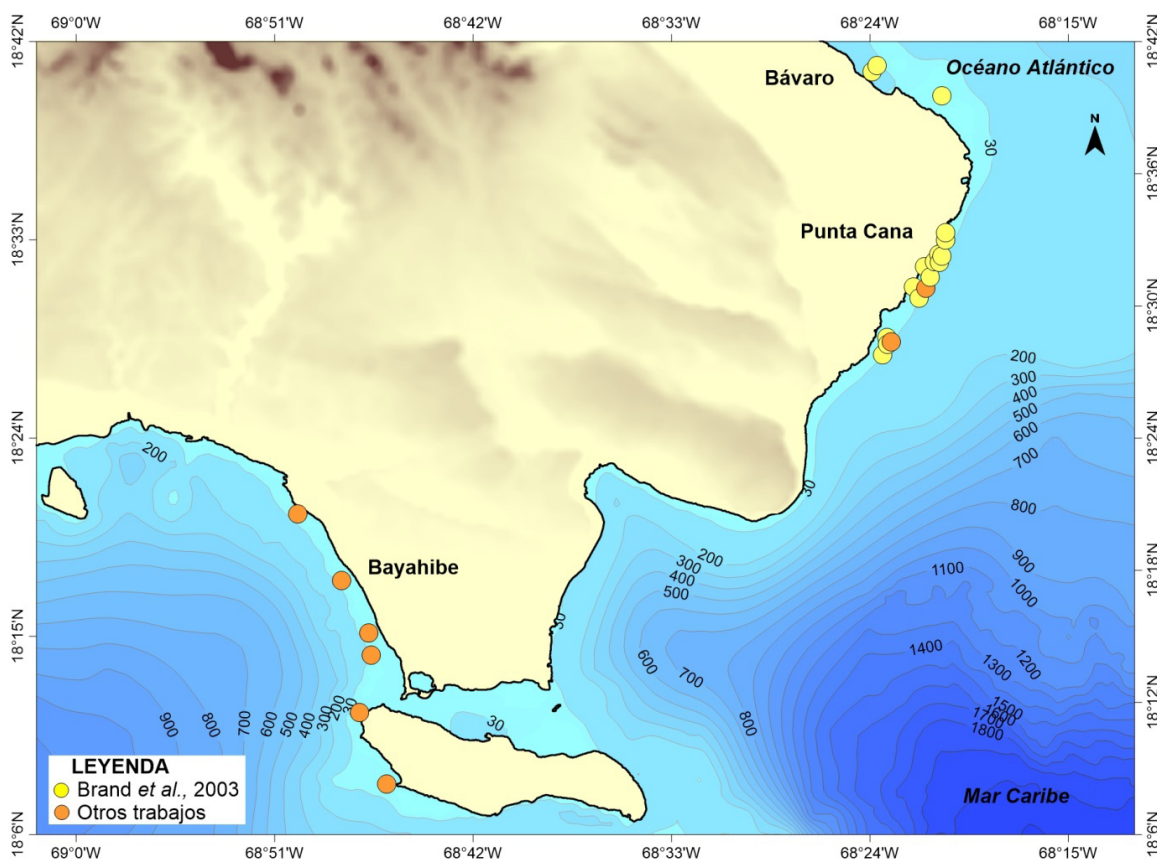 69°0'W 68°51'W 68°42'W 68°33'W 68°24'W 68°15'W
18°42'N 18°42'N
Bávaro
Océano Atlántico
N
30
18°36'N
Punta Cana
18°33'N
18°30'N
200
300
400
500
600
700
18°24'N 18°24'N
200
30
800
200
300
400
500
900
1000
1100
18°18'N
Bayahibe
30
18°15'N
600
700
800
1400
1300
1200
1500
1600
1700
1800
18°12'N
900 800 700 600 500 400 300 200 30
30
LEYENDA
Brand et al., 2003
Otros trabajos
Mar Caribe
18°6'N 18°6'N
69°0'W 68°51'W 68°42'W 68°33'W 68°24'W 68°15'W